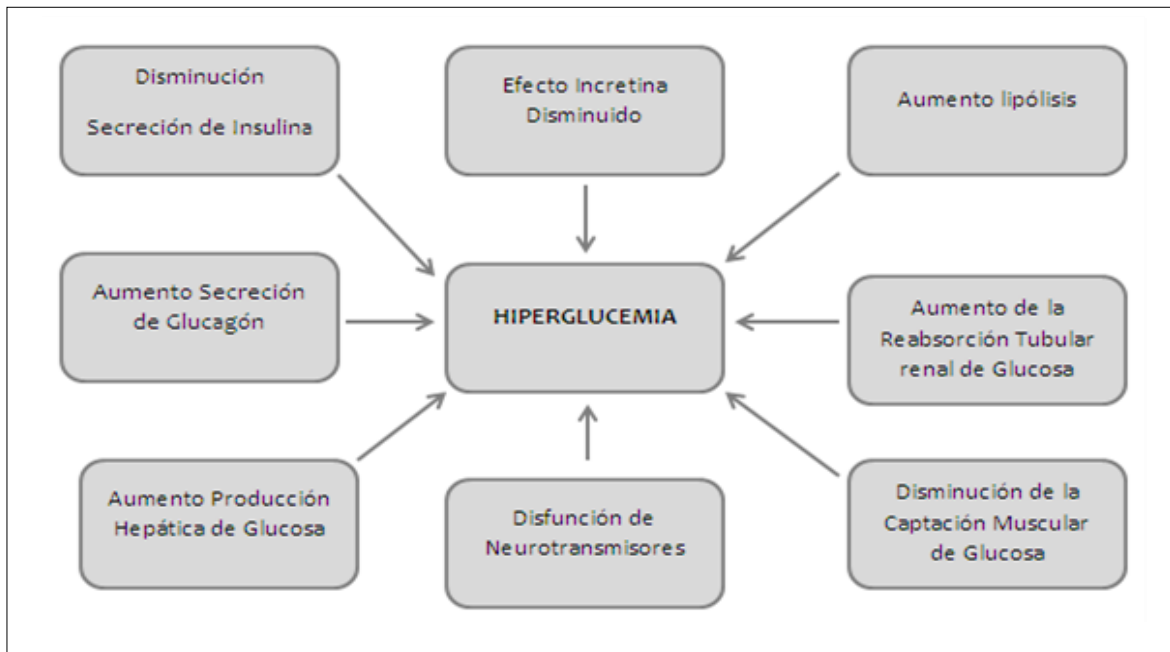 Disminución
Secreción de Insulina
Efecto Incretina
Disminuido
Aumento lipólisis
Aumento Secreción
de Glucagón
HIPERGLUCEMIA
Aumento de la
Reabsorción Tubular
renal de Glucosa
Aumento Producción
Hepática de Glucosa
Disfunción de
Neurotransmisores
Disminución de la
Captación Muscular
de Glucosa